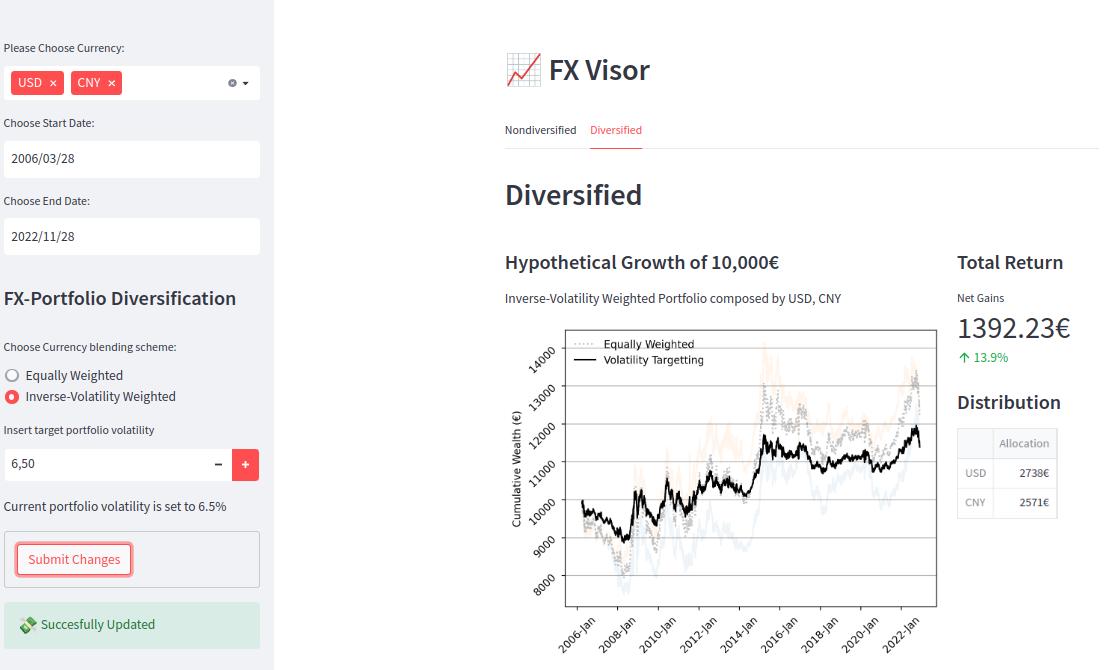 Please Choose Currency:
USD × CNY ×
Choose Start Date:
2006/03/28
Choose End Date:
2022/11/28
FX-Portfolio Diversification
Choose Currency blending scheme:
Equally Weighted
Inverse-Volatility Weighted
Insert target portfolio volatility
6,50 − +
Current portfolio volatility is set to 6.5%
Submit Changes
Succesfully Updated
FX Visor
Nondiversified Diversified
Diversified
Hypothetical Growth of 10,000€
Inverse-Volatility Weighted Portfolio composed by USD, CNY
Equally Weighted
Volatility Targetting
Cumulative Wealth (€)
14000
13000
12000
11000
10000
9000
8000
2006-Jan 2008-Jan 2010-Jan 2012-Jan 2014-Jan 2016-Jan 2018-Jan 2020-Jan 2022-Jan
Total Return
Net Gains
1392.23€
↑ 13.9%
Distribution
Allocation
USD 2738€
CNY 2571€